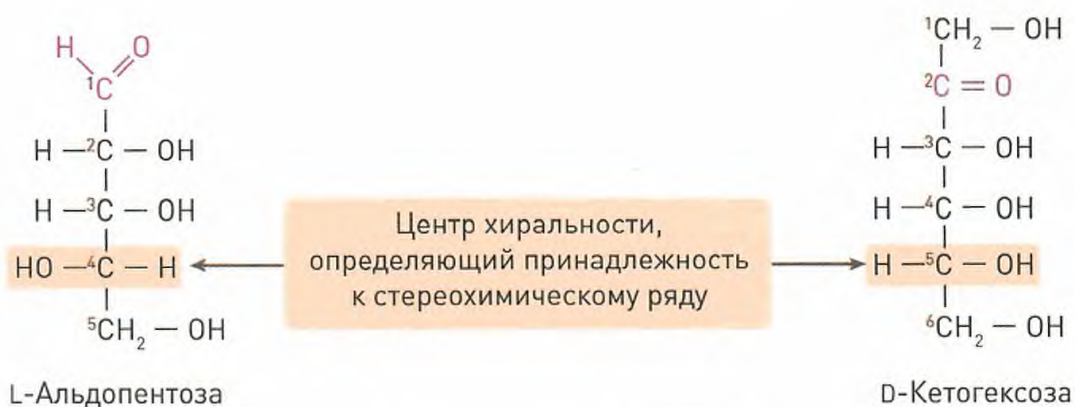 H O
¹C
H —²C — OH
H —³C — OH
HO —⁴C — H
⁵CH₂ — OH
L-Альдопентоза
Центр хиральности,
определяющий принадлежность
к стереохимическому ряду
¹CH₂ — OH
²C = O
H —³C — OH
H —⁴C — OH
H —⁵C — OH
⁶CH₂ — OH
D-Кетогексоза